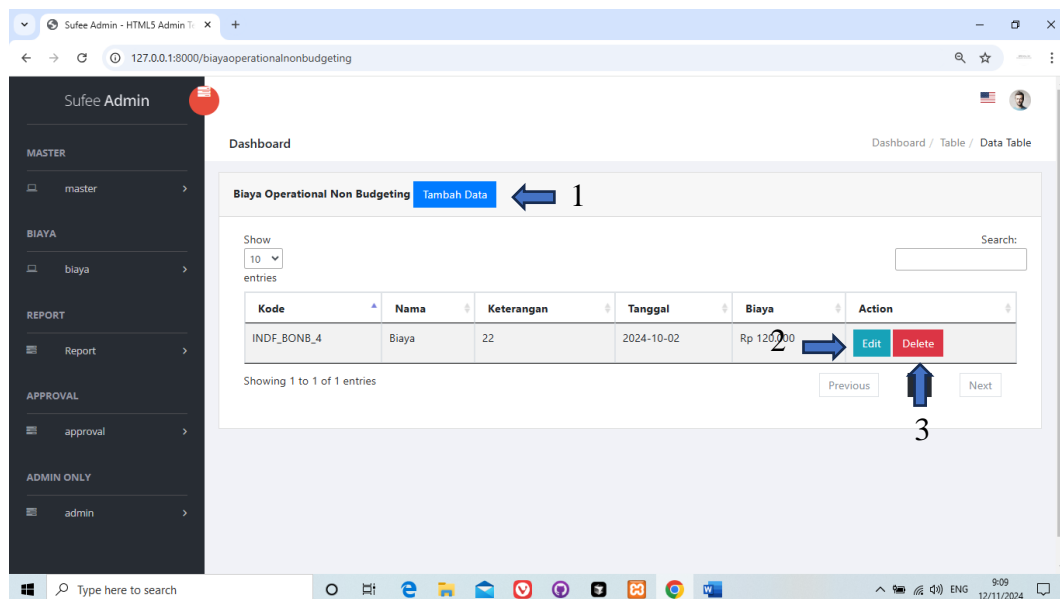 Sufee Admin - HTML5 Admin Te
127.0.0.1:8000/biayaoperationalnonbudgeting
Sufee Admin
Dashboard
Dashboard / Table / Data Table
MASTER
master
Biaya Operational Non Budgeting Tambah Data 1
BIAYA
biaya
Show
10
entries
Search:
Kode Nama Keterangan Tanggal Biaya Action
INDF_BONB_4 Biaya 22 2024-10-02 Rp 120.000 2 Edit Delete
REPORT
Report
Showing 1 to 1 of 1 entries
Previous Next
3
APPROVAL
approval
ADMIN ONLY
admin
Type here to search
ENG
9:09
12/11/2024